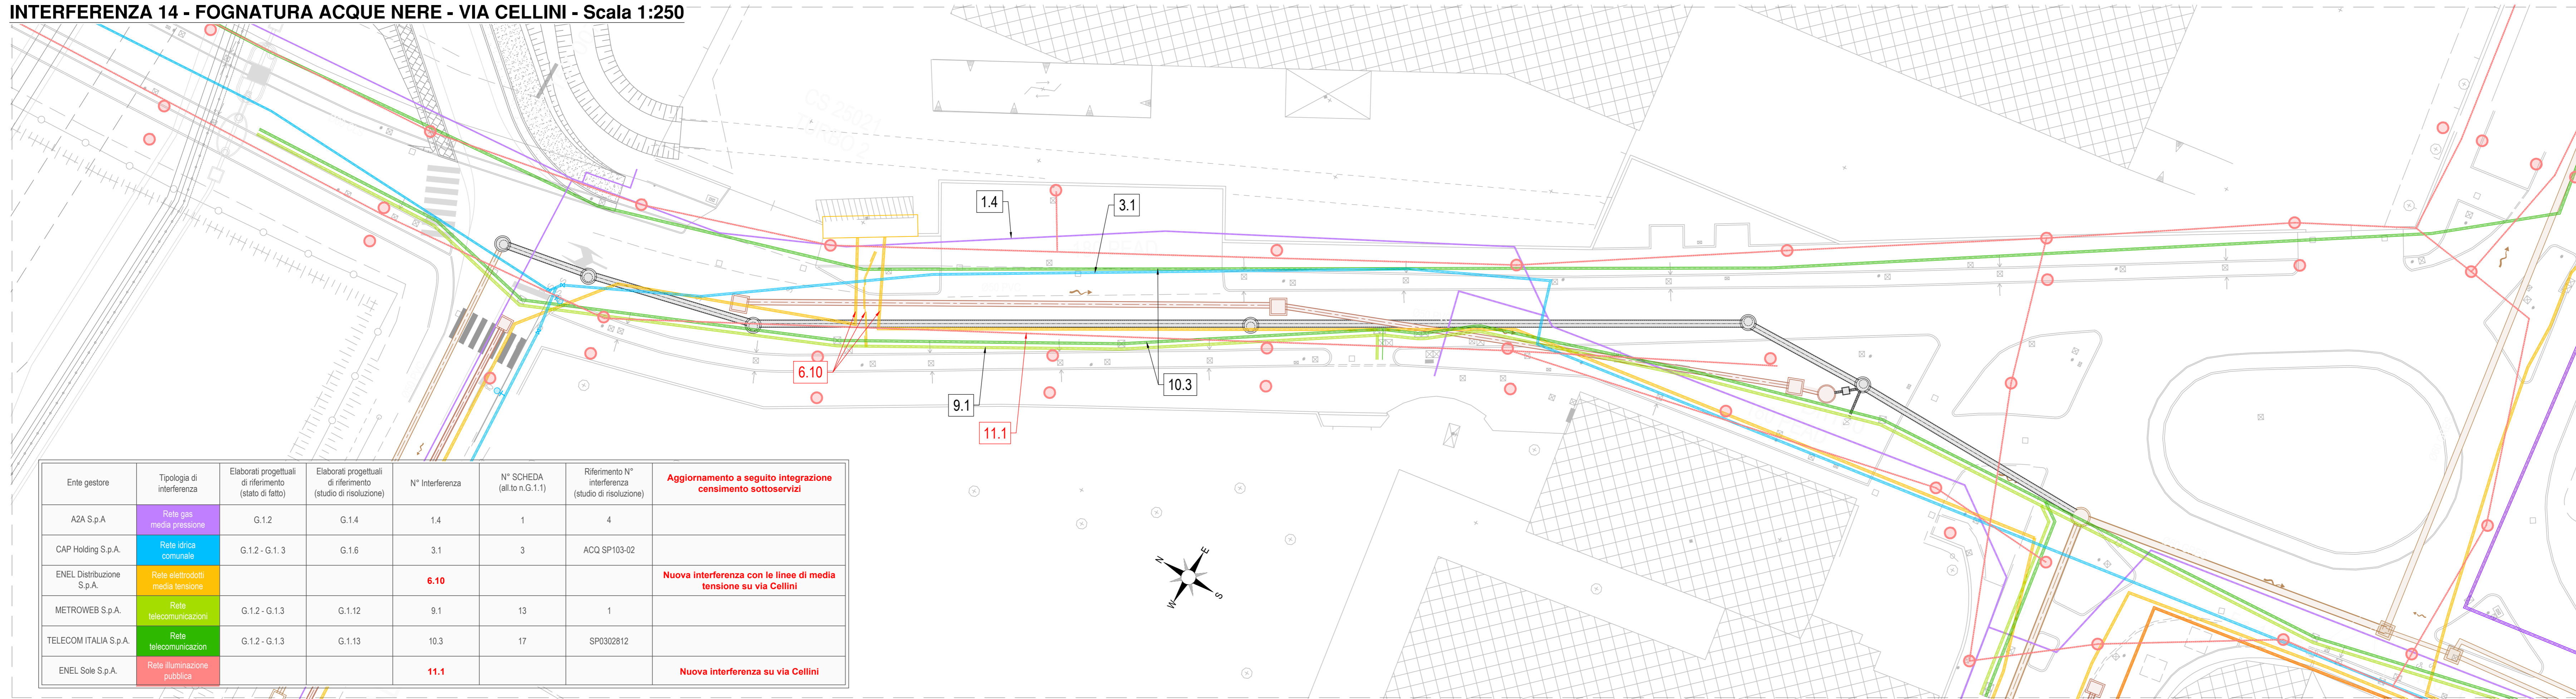 INTERFERENZA 14 - FOGNATURA ACQUE NERE - VIA CELLINI - Scala 1:250
1.4
3.1
6.10
9.1
10.3
11.1
N
E
W
S
Ente gestore
Tipologia di
interferenza
Elaborati progettuali
di riferimento
(stato di fatto)
Elaborati progettuali
di riferimento
(studio di risoluzione)
N° Interferenza
N° SCHEDA
(all.to n.G.1.1)
Riferimento N°
interferenza
(studio di risoluzione)
Aggiornamento a seguito integrazione
censimento sottoservizi
A2A S.p.A
Rete gas
media pressione
G.1.2
G.1.4
1.4
1
4
CAP Holding S.p.A.
Rete idrica
comunale
G.1.2 - G.1. 3
G.1.6
3.1
3
ACQ SP103-02
ENEL Distribuzione
S.p.A.
Rete elettrodotti
media tensione
6.10
Nuova interferenza con le linee di media
tensione su via Cellini
METROWEB S.p.A.
Rete
telecomunicazioni
G.1.2 - G.1.3
G.1.12
9.1
13
1
TELECOM ITALIA S.p.A.
Rete
telecomunicazion
G.1.2 - G.1.3
G.1.13
10.3
17
SP0302812
ENEL Sole S.p.A.
Rete illuminazione
pubblica
11.1
Nuova interferenza su via Cellini